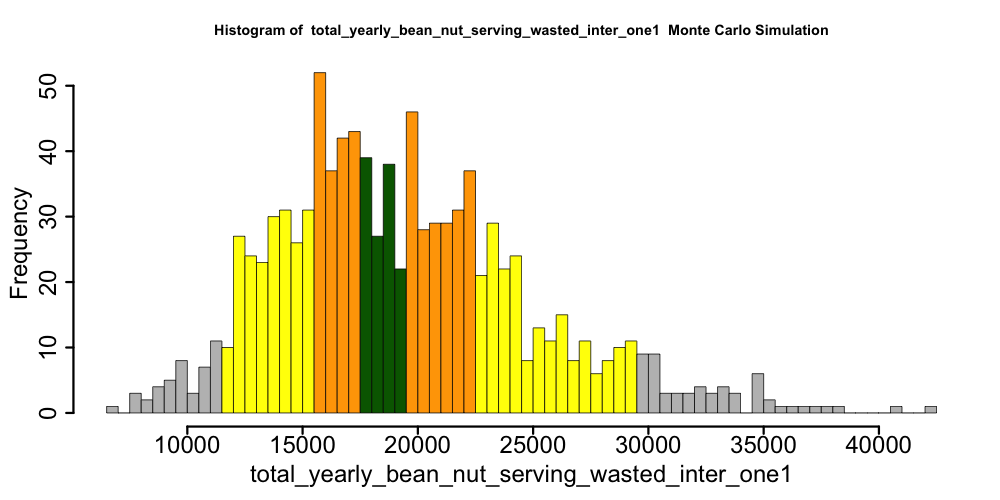 Histogram of  total_yearly_bean_nut_serving_wasted_inter_one1  Monte Carlo Simulation
Frequency
50
40
30
20
10
0
10000 15000 20000 25000 30000 35000 40000
total_yearly_bean_nut_serving_wasted_inter_one1